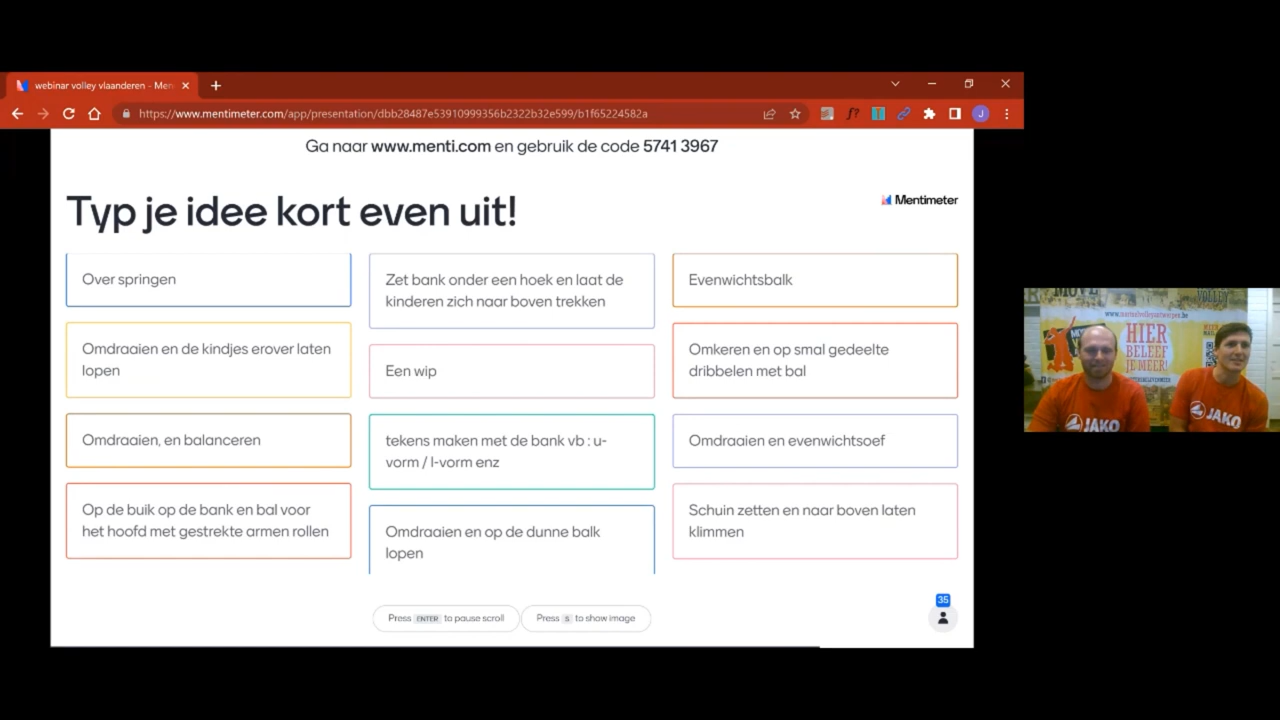 webinar volley vlaanderen - Men
https://www.mentimeter.com/app/presentation/dbb28487e53910999356b2322b32e599/b1f65224582a
f?
J
Ga naar www.menti.com en gebruik de code 5741 3967
Typ je idee kort even uit!
Mentimeter
Over springen
Zet bank onder een hoek en laat de
kinderen zich naar boven trekken
Evenwichtsbalk
Omdraaien en de kindjes erover laten
lopen
Een wip
Omkeren en op smal gedeelte
dribbelen met bal
Omdraaien, en balanceren
tekens maken met de bank vb : u-
vorm / l-vorm enz
Omdraaien en evenwichtsoef
Op de buik op de bank en bal voor
het hoofd met gestrekte armen rollen
Omdraaien en op de dunne balk
lopen
Schuin zetten en naar boven laten
klimmen
Press ENTER to pause scroll
Press S to show image
35
VOLLEY
HIER
BELEEF
JE MEER!
JAKO
JAKO